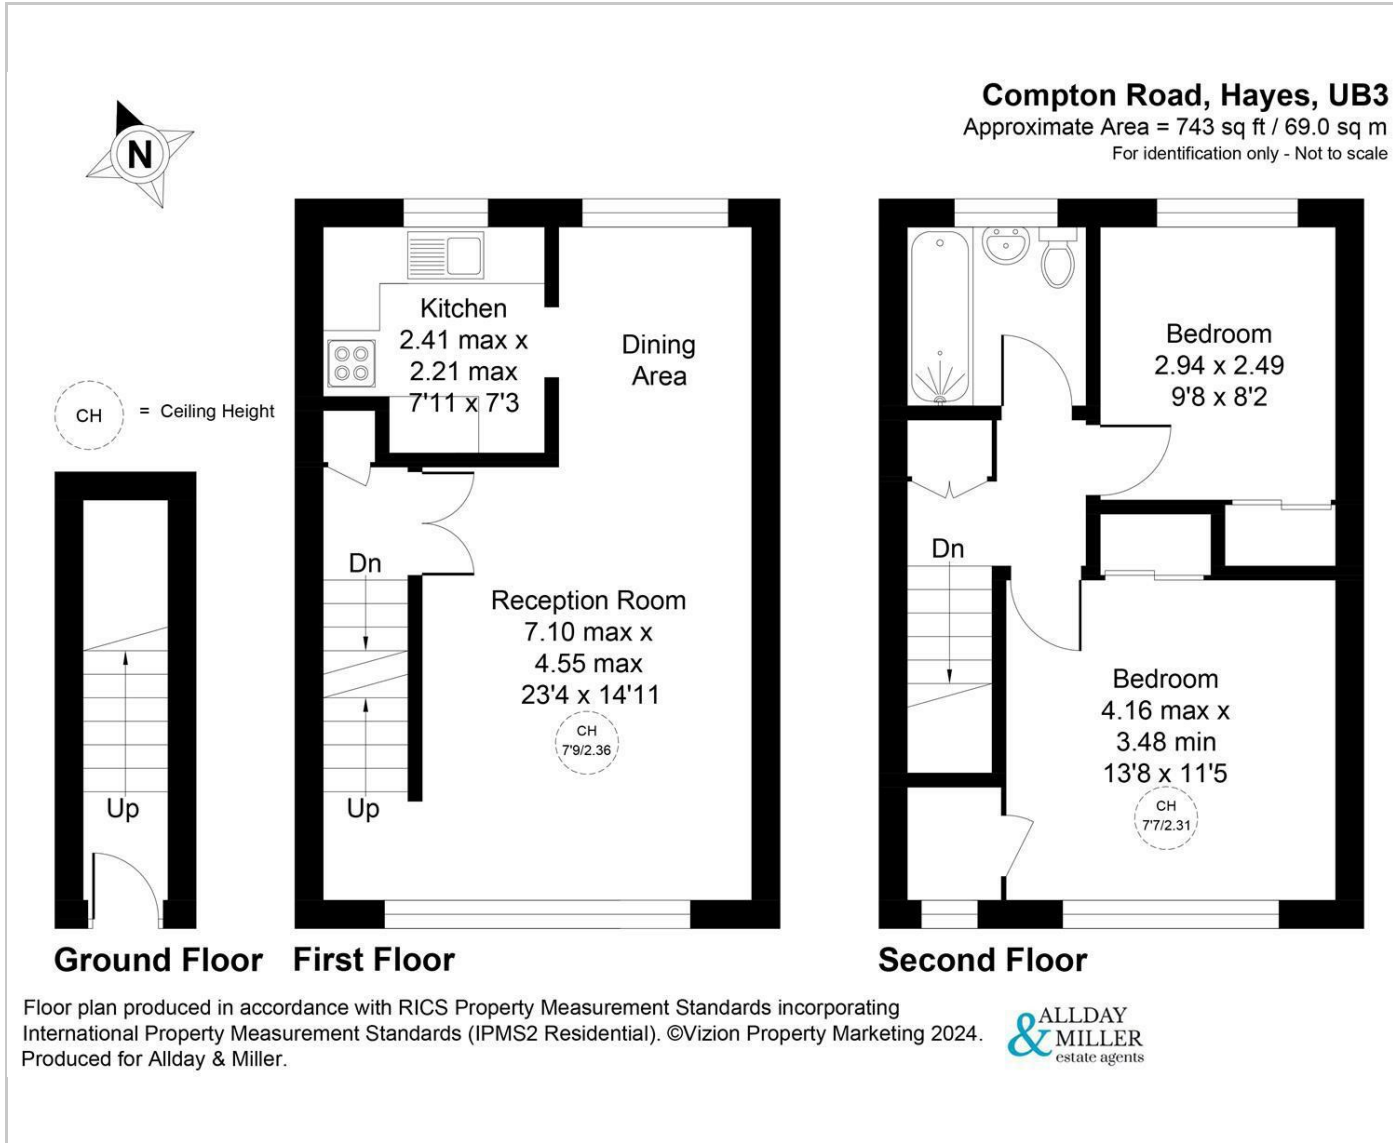 Compton Road, Hayes, UB3
Approximate Area = 743 sq ft / 69.0 sq m
For identification only - Not to scale
N
CH = Ceiling Height
Up
Ground Floor
Kitchen
2.41 max x
2.21 max
7'11 x 7'3
Dining
Area
Dn
Reception Room
7.10 max x
4.55 max
23'4 x 14'11
CH
7'9/2.36
Up
First Floor
Bedroom
2.94 x 2.49
9'8 x 8'2
Dn
Bedroom
4.16 max x
3.48 min
13'8 x 11'5
CH
7'7/2.31
Second Floor
Floor plan produced in accordance with RICS Property Measurement Standards incorporating
International Property Measurement Standards (IPMS2 Residential). ©Vizion Property Marketing 2024.
Produced for Allday & Miller.
& ALLDAY
MILLER
estate agents